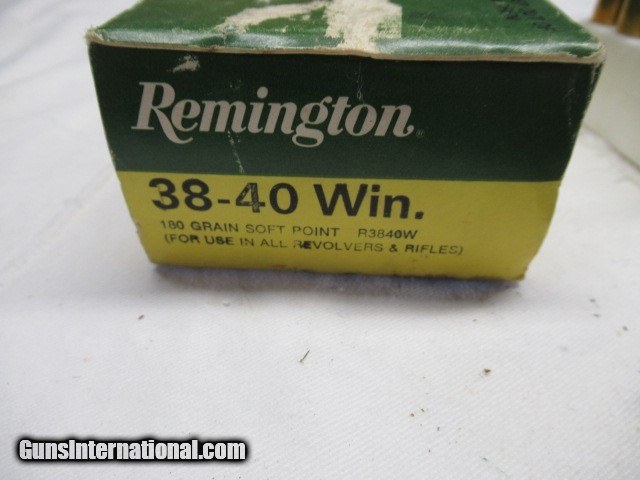 Remington®
38-40 Win.
180 GRAIN SOFT POINT R3840W
(FOR USE IN ALL REVOLVERS & RIFLES)
GunsInternational.com